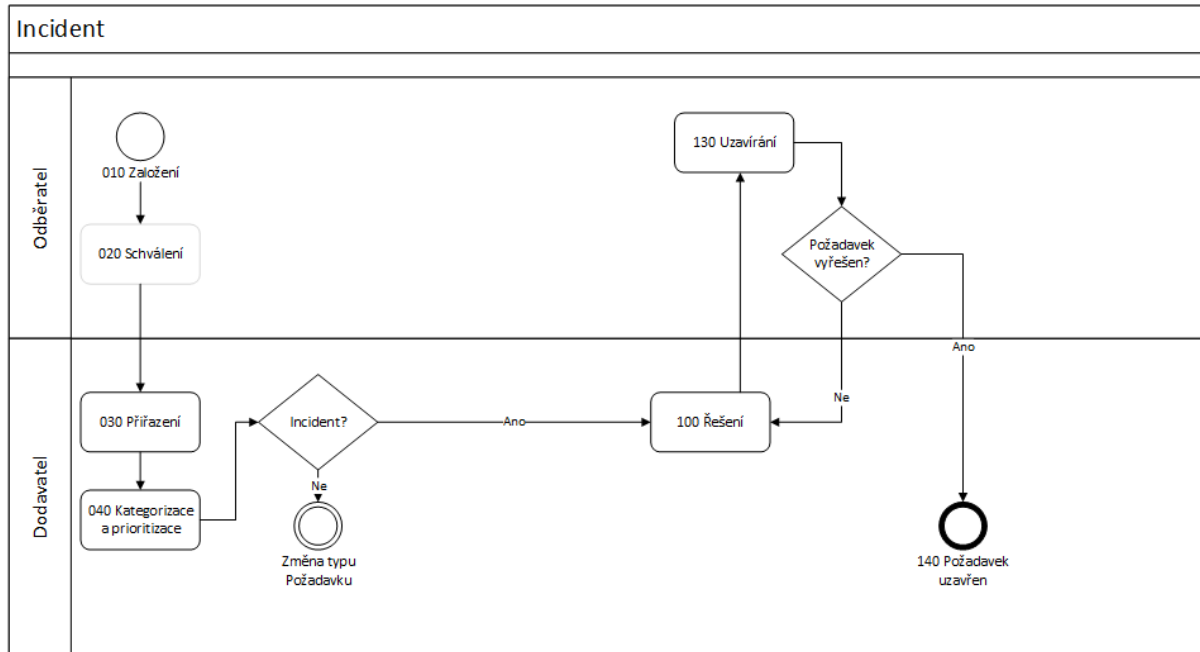 Incident
Odběratel
010 Založení
020 Schválení
130 Uzavírání
Požadavek
vyřešen?
Ano
Ne
Dodavatel
030 Přiřazení
040 Kategorizace
a prioritizace
Incident?
Ano
Ne
Změna typu
Požadavku
100 Řešení
140 Požadavek
uzavřen